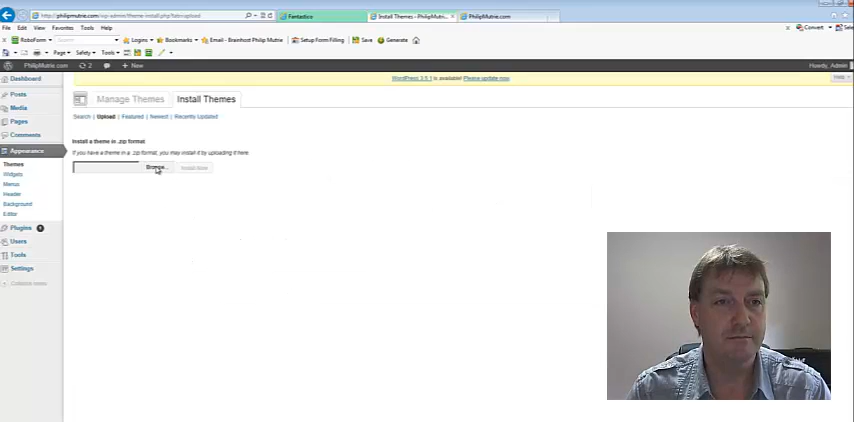 http://philipmutrie.com/wp-admin/theme-install.php?tab=upload
Fantastico
Install Themes - PhilipMutri...
PhilipMutrie.com
File Edit View Favorites Tools Help
Convert
RoboForm Search Logins Bookmarks Email - Brainhost Philip Mutrie Setup Form Filling Save Generate
Page Safety Tools
PhilipMutrie.com 2 New
Howdy, Admin
Dashboard
WordPress 3.5.1 is available! Please update now.
Help
Posts
Media
Pages
Comments
Appearance
Themes
Widgets
Menus
Header
Background
Editor
Plugins 1
Users
Tools
Settings
Collapse menu
Manage Themes Install Themes
Search | Upload | Featured | Newest | Recently Updated
Install a theme in .zip format
If you have a theme in a .zip format, you may install it by uploading it here.
Browse... Install Now